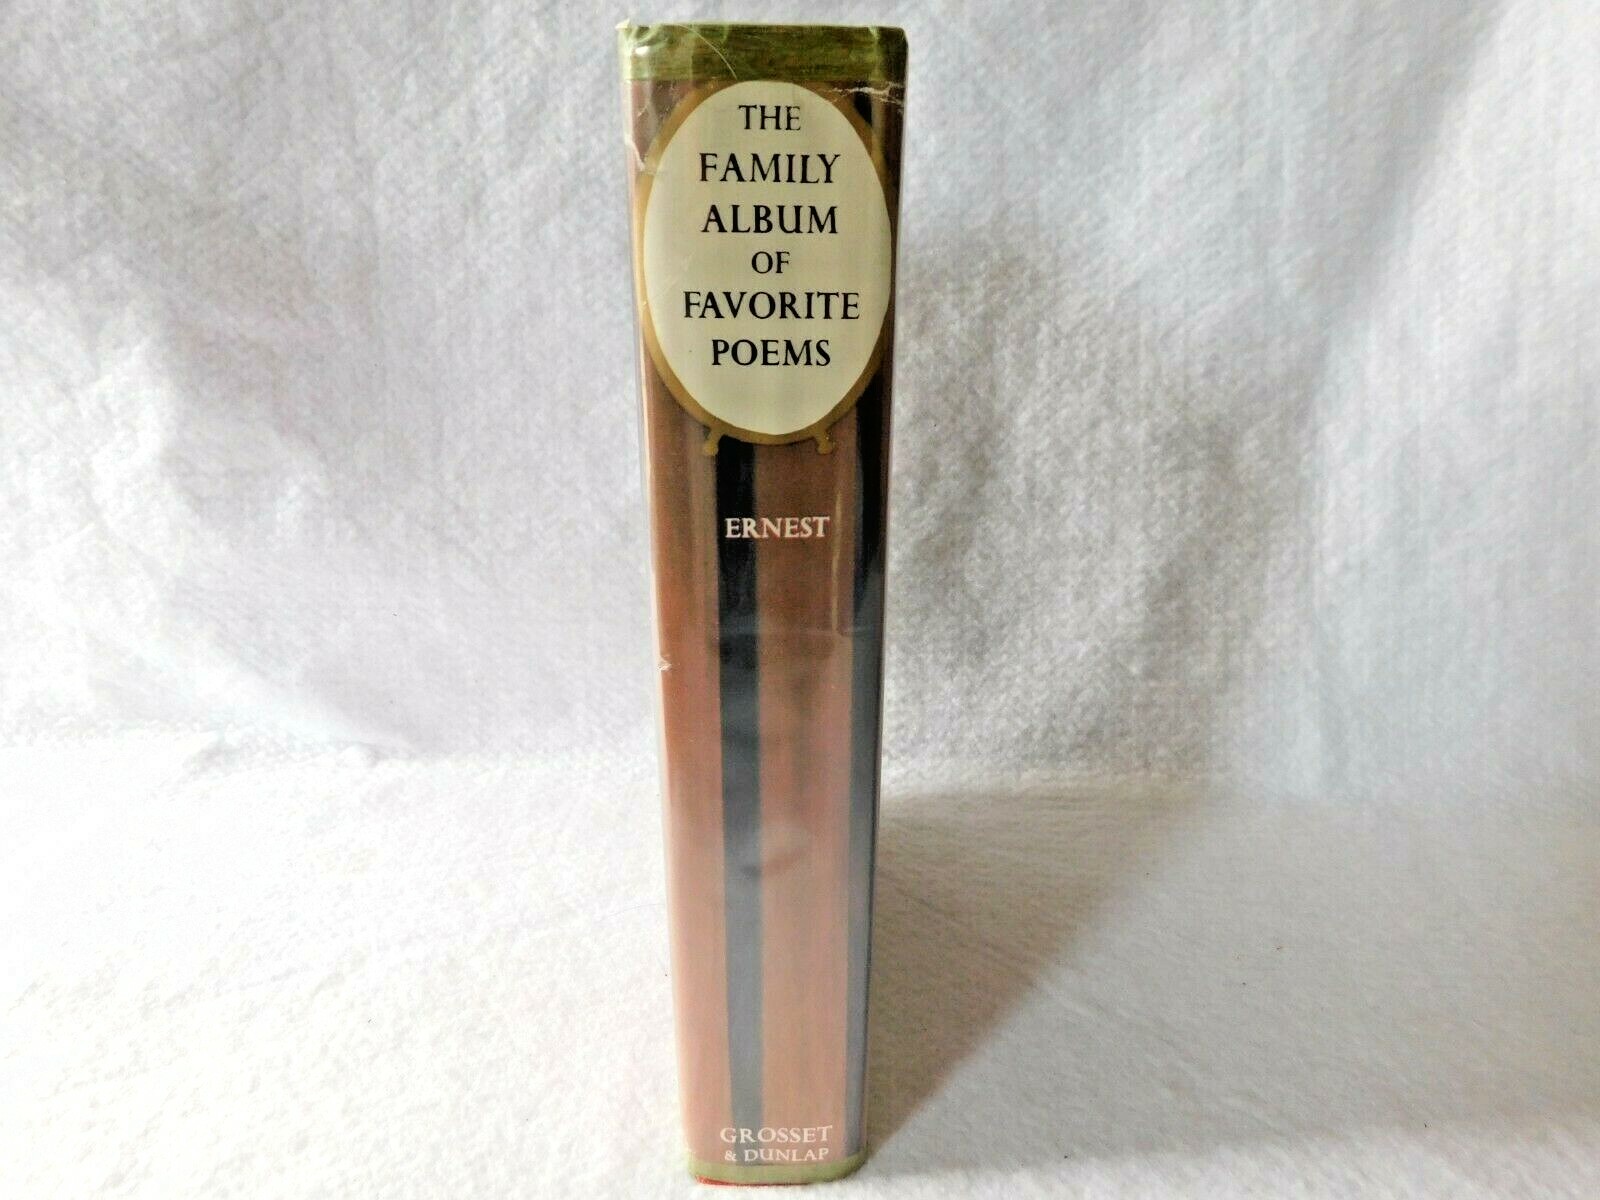 THE
FAMILY
ALBUM
OF
FAVORITE
POEMS
ERNEST
GROSSET
& DUNLAP